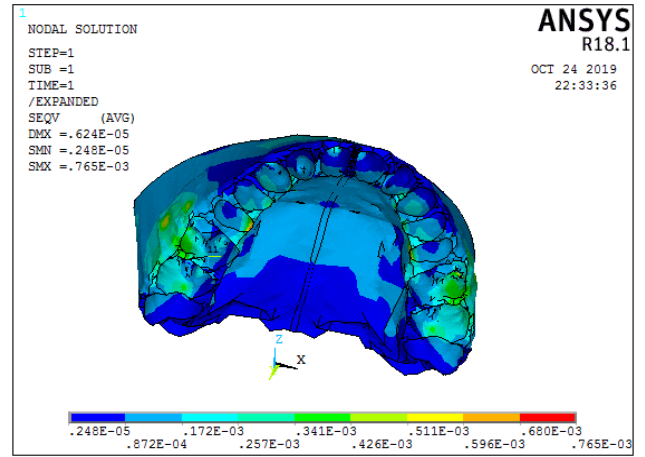 1
NODAL SOLUTION
STEP=1
SUB =1
TIME=1
/EXPANDED
SEQV (AVG)
DMX =.624E-05
SMN =.248E-05
SMX =.765E-03
ANSYS
R18.1
OCT 24 2019
22:33:36
Z
X
.248E-05 .172E-03 .341E-03 .511E-03 .680E-03
.872E-04 .257E-03 .426E-03 .596E-03 .765E-03